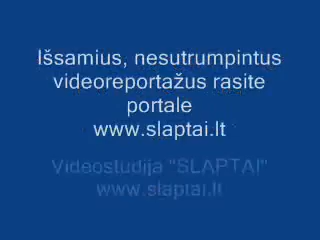 Išsamius, nesutrumpintus
videoreportažus rasite
portale
www.slaptai.lt
Videostudija "SLAPTAI"
www.slaptai.lt